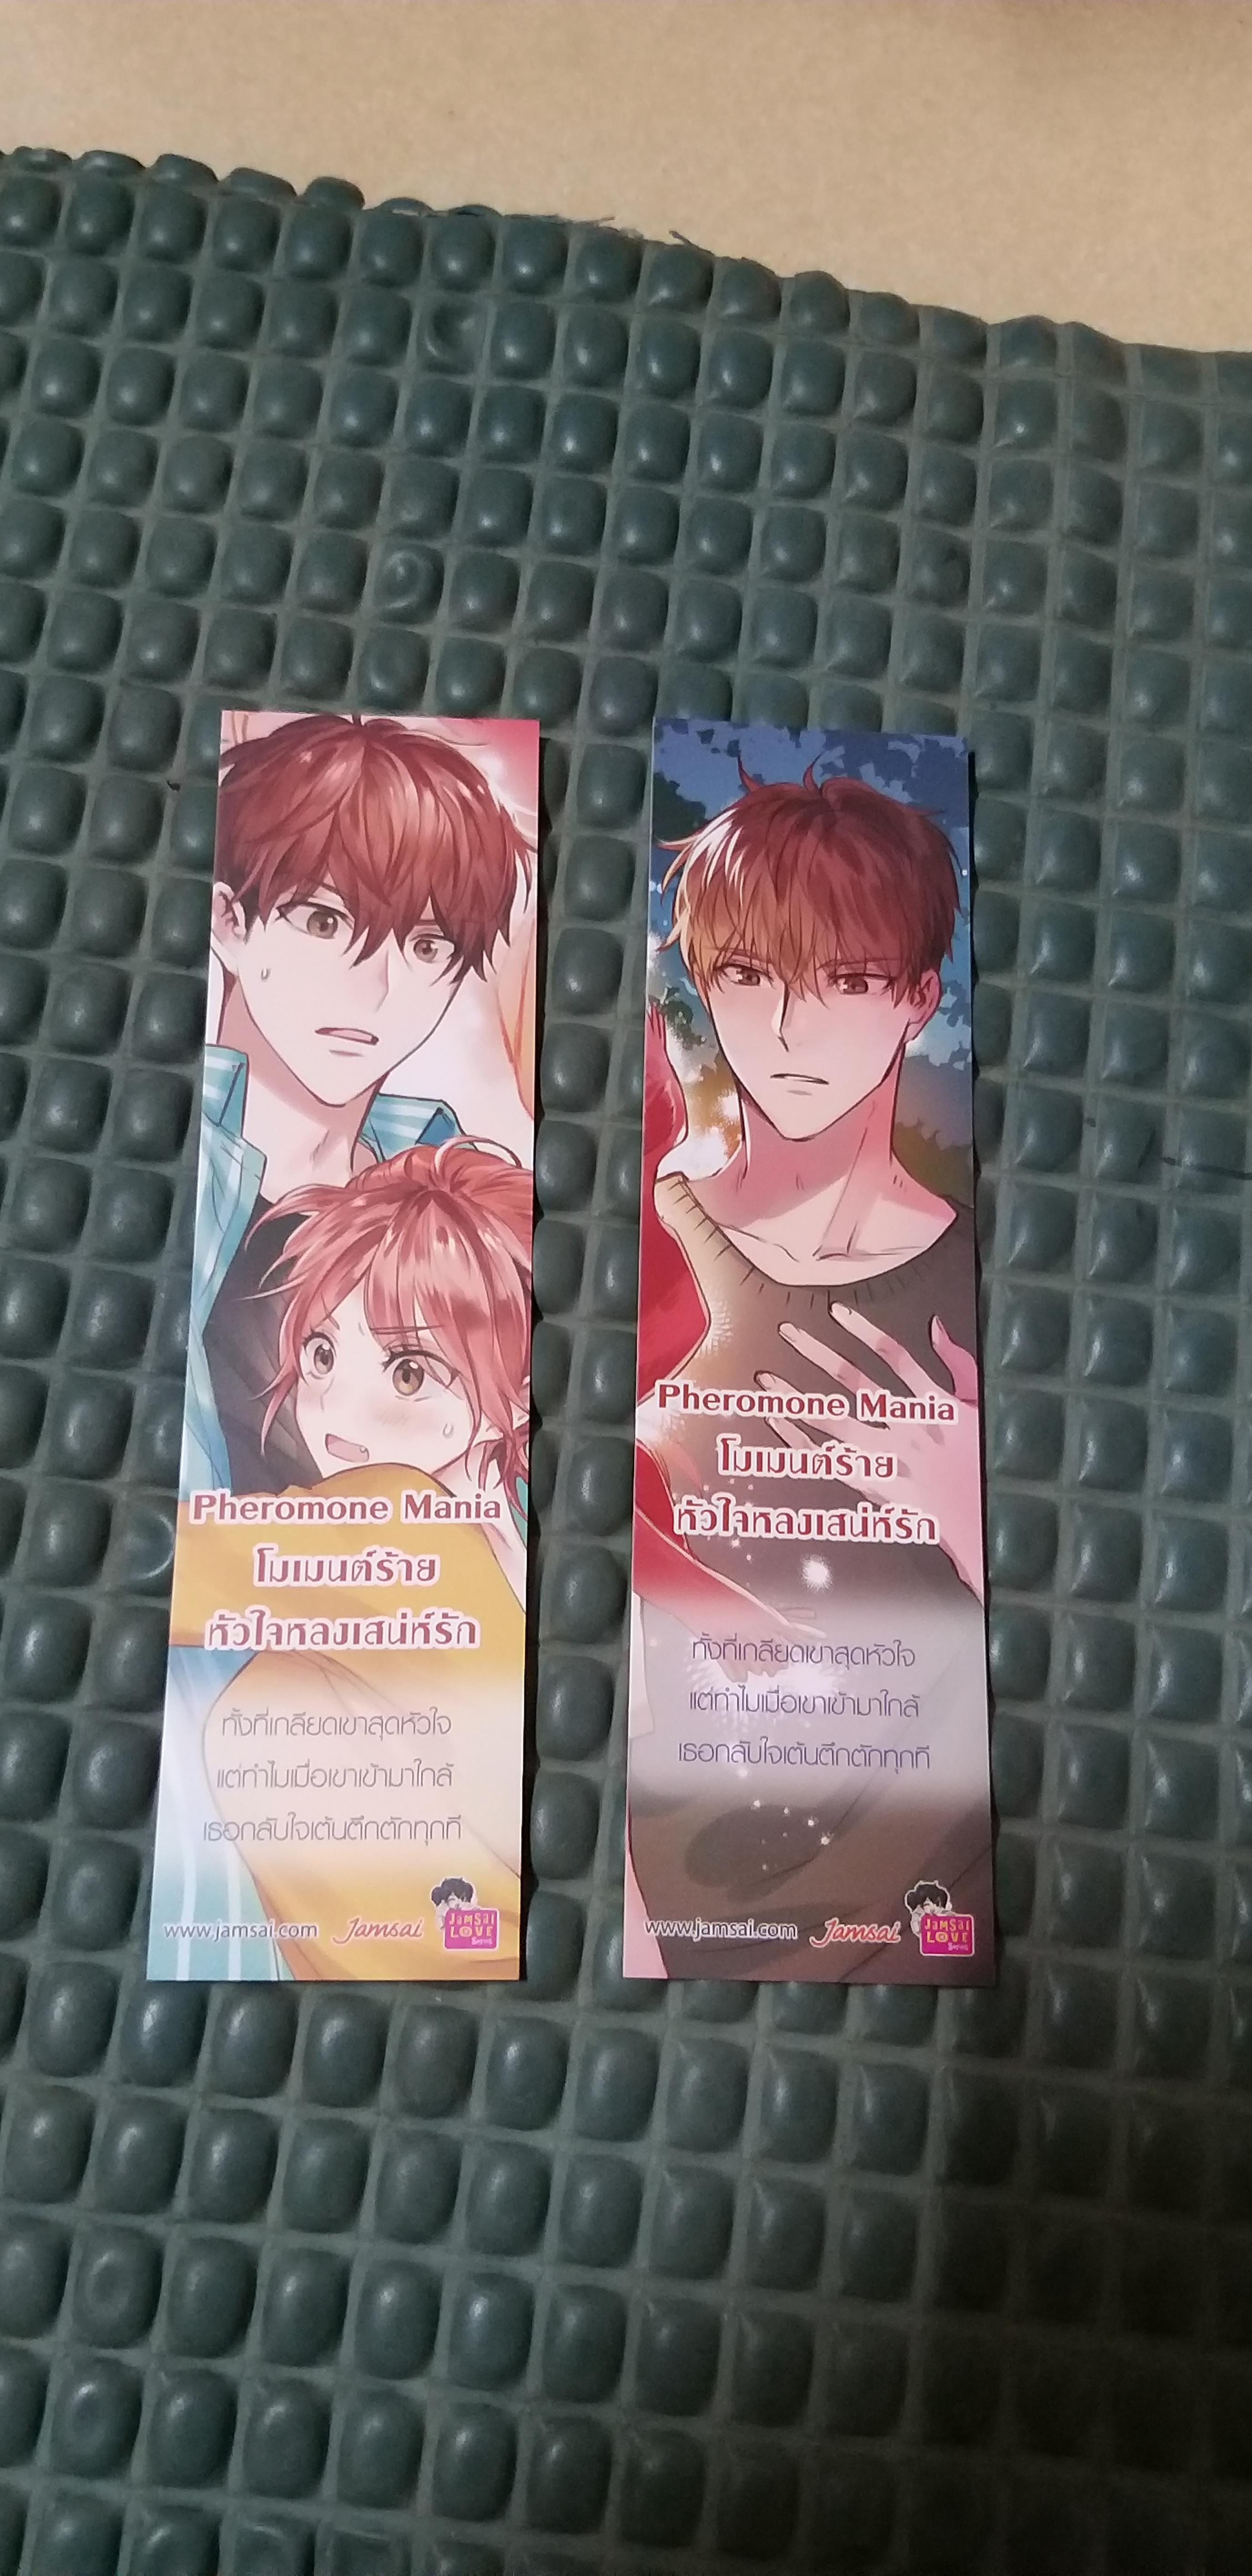 Pheromone Mania
โมเมนต์ร้าย
หัวใจหลงเสน่ห์รัก
ทั้งที่เกลียดเขาสุดหัวใจ
แต่ทำไมเมื่อเขาเข้ามาใกล้
เธอกลับใจเต้นตึกตักทุกที
www.jamsai.com Jamsai JAMSAI
LOVE
Series
Pheromone Mania
โมเมนต์ร้าย
หัวใจหลงเสน่ห์รัก
ทั้งที่เกลียดเขาสุดหัวใจ
แต่ทำไมเมื่อเขาเข้ามาใกล้
เธอกลับใจเต้นตึกตักทุกที
www.jamsai.com Jamsai JAMSAI
LOVE
Series